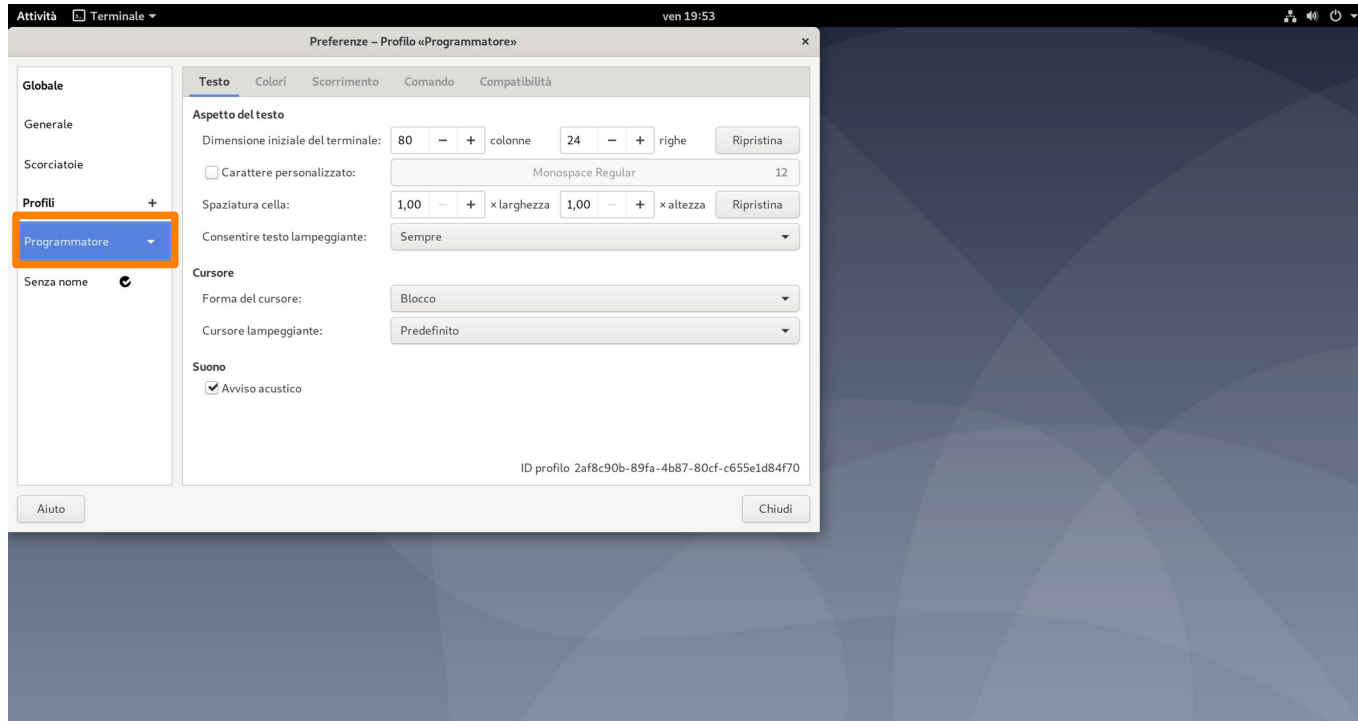 Attività Terminale ven 19:53
Preferenze – Profilo «Programmatore» ×
Globale
Generale
Scorciatoie
Profili +
Programmatore
Senza nome
Testo Colori Scorrimento Comando Compatibilità
Aspetto del testo
Dimensione iniziale del terminale: 80 − + colonne 24 − + righe Ripristina
Carattere personalizzato: Monospace Regular 12
Spaziatura cella: 1,00 − + × larghezza 1,00 − + × altezza Ripristina
Consentire testo lampeggiante: Sempre
Cursore
Forma del cursore: Blocco
Cursore lampeggiante: Predefinito
Suono
Avviso acustico
ID profilo 2af8c90b-89fa-4b87-80cf-c655e1d84f70
Aiuto Chiudi